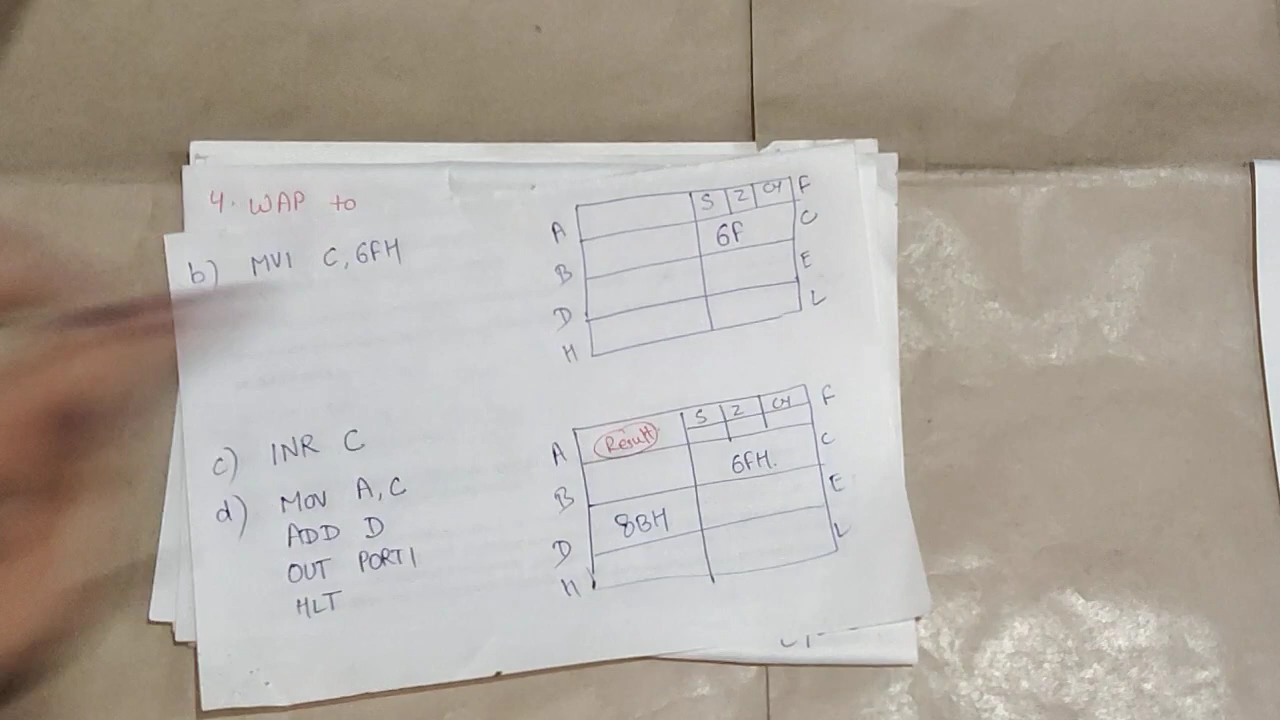 4. WAP to
b) MVI C, 6FH
S Z CY F
A
6F C
B E
D L
H
c) INR C
d) MOV A, C
ADD D
OUT PORT1
HLT
S Z CY F
A Result
6FH. C
B E
8BH
D L
H